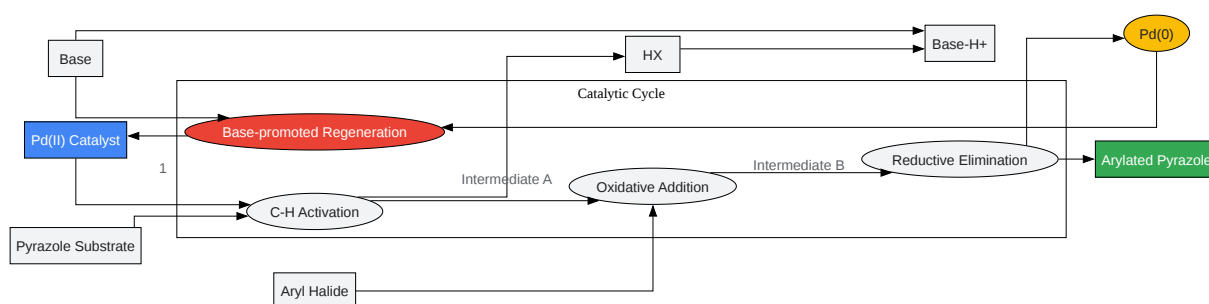 Pd(0)
Base
HX
Base-H+
Catalytic Cycle
Pd(II) Catalyst
Base-promoted Regeneration
1
Intermediate A
Intermediate B
Reductive Elimination
Arylated Pyrazole
Oxidative Addition
C-H Activation
Pyrazole Substrate
Aryl Halide